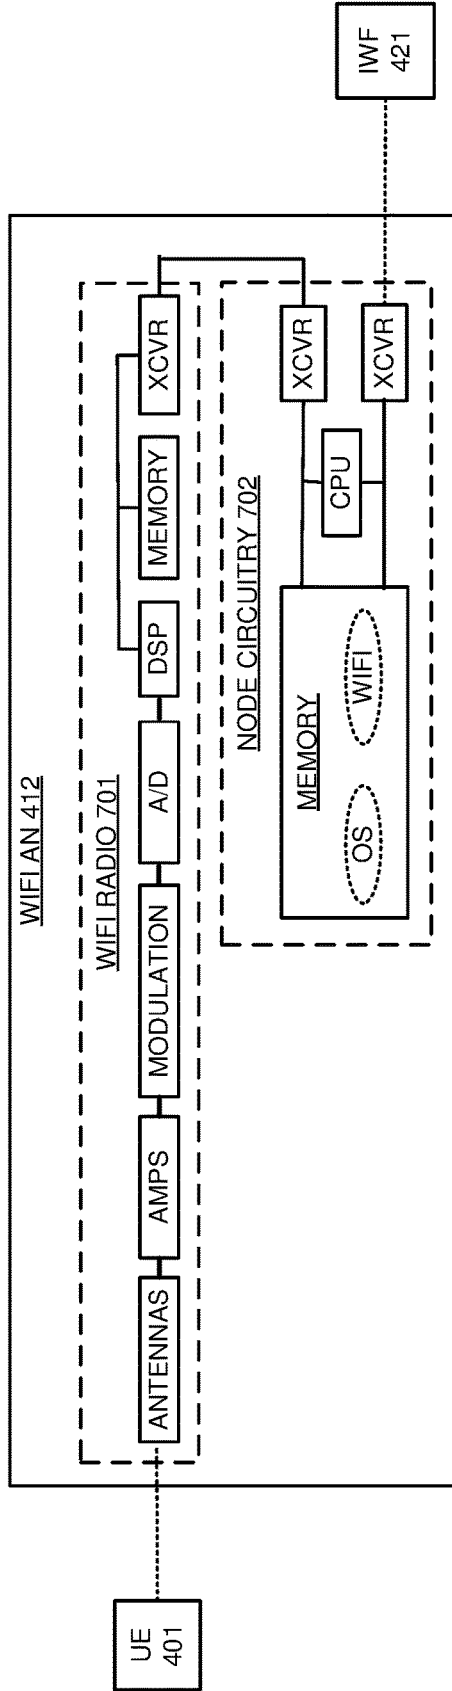 WIFI AN 412
WIFI RADIO 701
UE
401
ANTENNAS
AMPS
MODULATION
A/D
DSP
MEMORY
XCVR
NODE CIRCUITRY 702
MEMORY
OS
WIFI
CPU
XCVR
XCVR
IWF
421